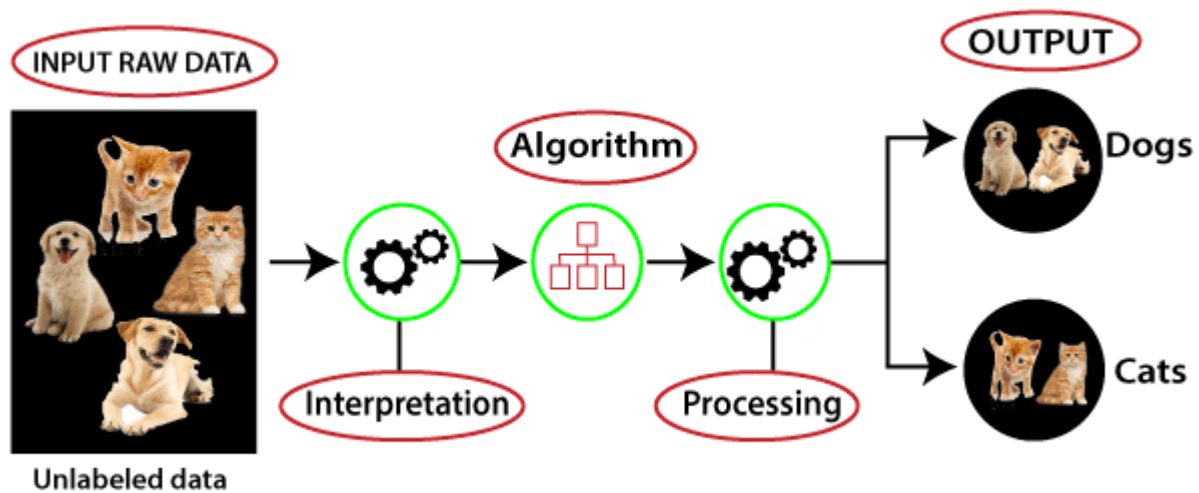 INPUT RAW DATA
OUTPUT
Algorithm
Dogs
Interpretation
Processing
Cats
Unlabeled data